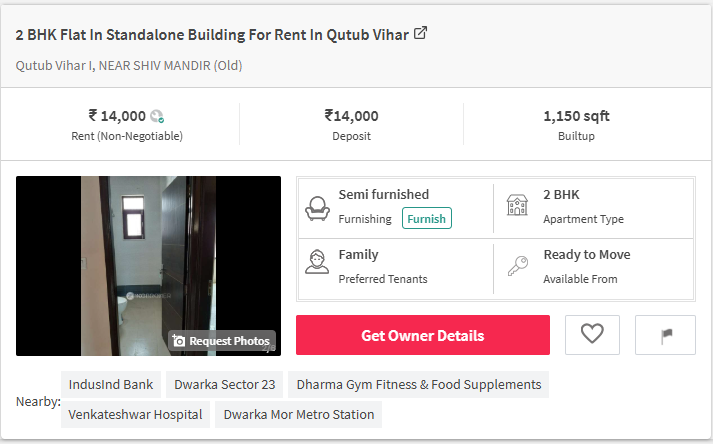 2 BHK Flat In Standalone Building For Rent In Qutub Vihar
Qutub Vihar I, NEAR SHIV MANDIR (Old)
₹ 14,000
₹14,000
1,150 sqft
Rent (Non-Negotiable)
Deposit
Builtup
Semi furnished
Furnishing Furnish
2 BHK
Apartment Type
Family
Preferred Tenants
Ready to Move
Available From
Request Photos
Get Owner Details
Nearby:
IndusInd Bank
Dwarka Sector 23
Dharma Gym Fitness & Food Supplements
Venkateshwar Hospital
Dwarka Mor Metro Station